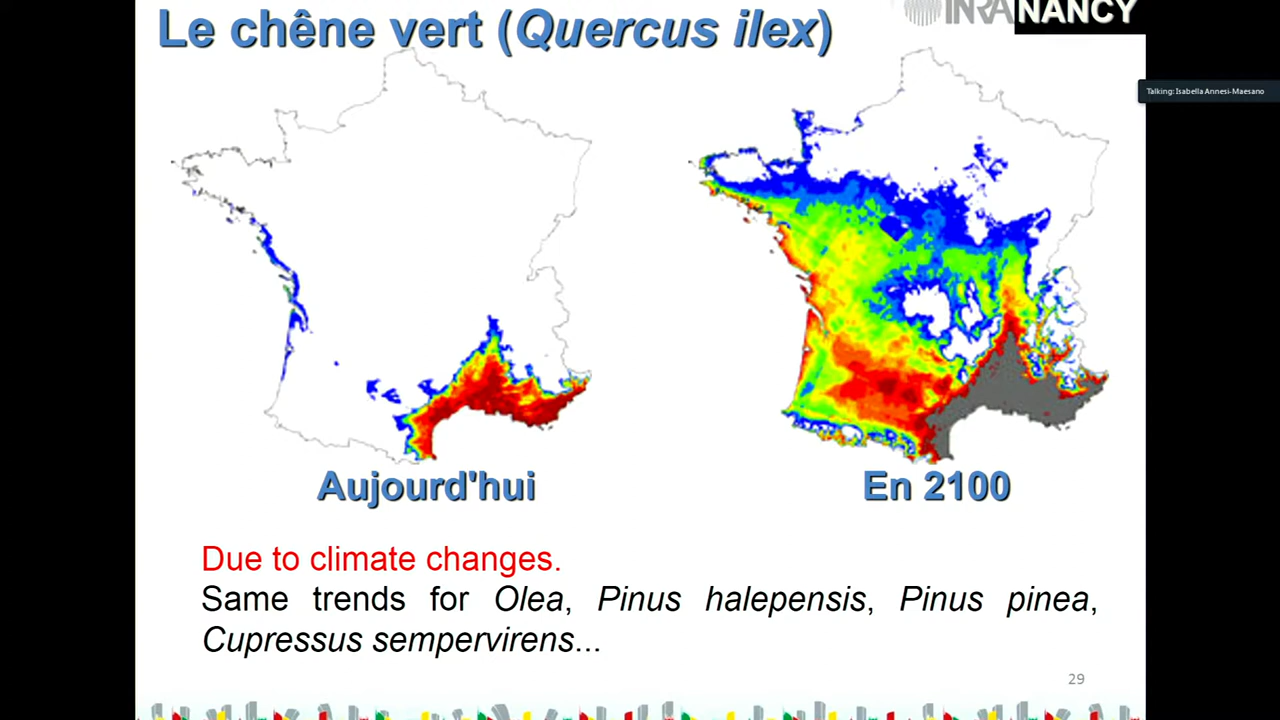 Le chêne vert (Quercus ilex)
INRA NANCY
Talking: Isabella Annesi-Maesano
Aujourd'hui
En 2100
Due to climate changes.
Same trends for Olea, Pinus halepensis, Pinus pinea,
Cupressus sempervirens...
29